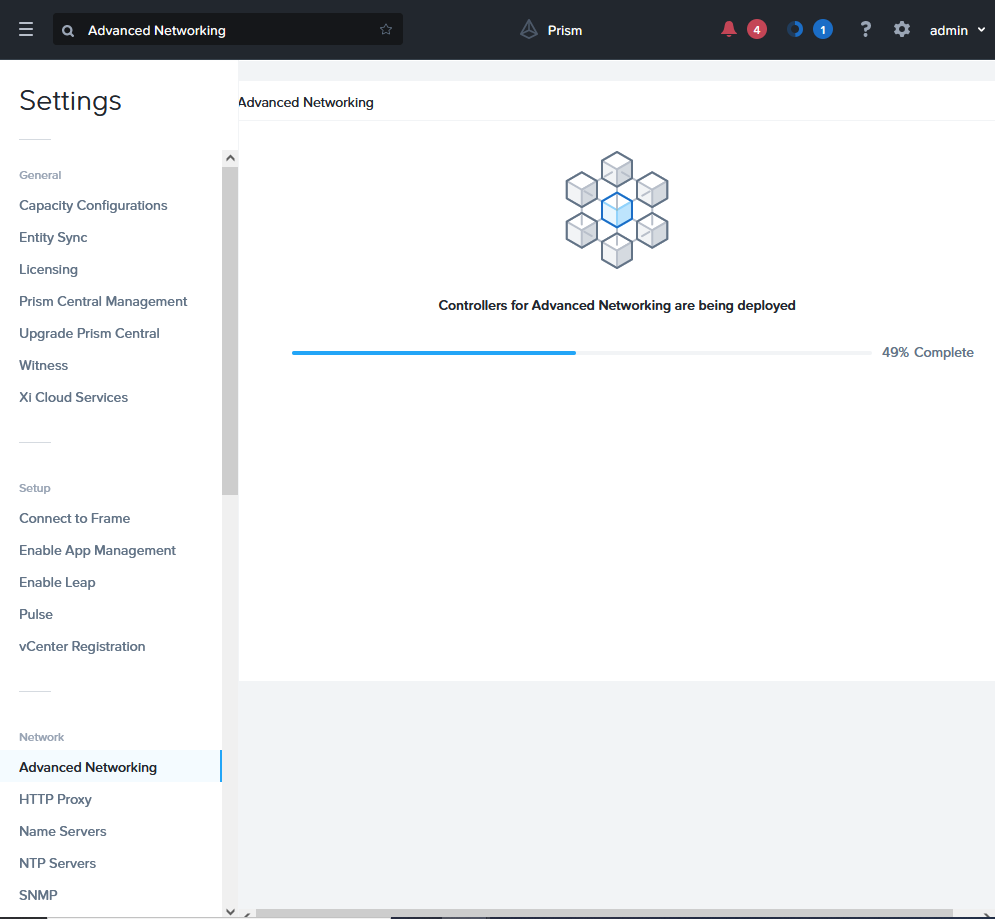 Advanced Networking
Prism
4
1
?
admin
Settings
General
Capacity Configurations
Entity Sync
Licensing
Prism Central Management
Upgrade Prism Central
Witness
Xi Cloud Services
Setup
Connect to Frame
Enable App Management
Enable Leap
Pulse
vCenter Registration
Network
Advanced Networking
HTTP Proxy
Name Servers
NTP Servers
SNMP
Advanced Networking
Controllers for Advanced Networking are being deployed
49% Complete